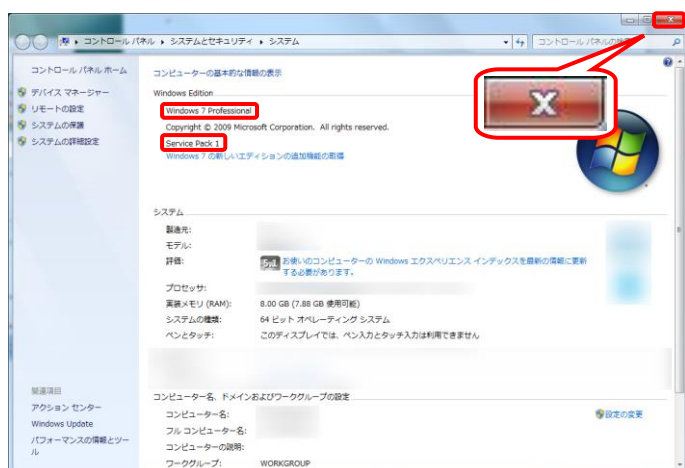 コントロール パネル ▸ システムとセキュリティ ▸ システム
コントロール パネルの検索
コントロール パネル ホーム
デバイス マネージャー
リモートの設定
システムの保護
システムの詳細設定
コンピューターの基本的な情報の表示
Windows Edition
Windows 7 Professional
Copyright © 2009 Microsoft Corporation. All rights reserved.
Service Pack 1
Windows 7 の新しいエディションの追加機能の取得
システム
製造元:
モデル:
評価:
お使いのコンピューターの Windows エクスペリエンス インデックスを最新の情報に更新
する必要があります。
プロセッサ:
実装メモリ (RAM): 8.00 GB (7.88 GB 使用可能)
システムの種類: 64 ビット オペレーティング システム
ペンとタッチ: このディスプレイでは、ペン入力とタッチ入力は利用できません
コンピューター名、ドメインおよびワークグループの設定
コンピューター名:
設定の変更
フル コンピューター名:
コンピューターの説明:
ワークグループ: WORKGROUP
関連項目
アクション センター
Windows Update
パフォーマンスの情報とツー
ル